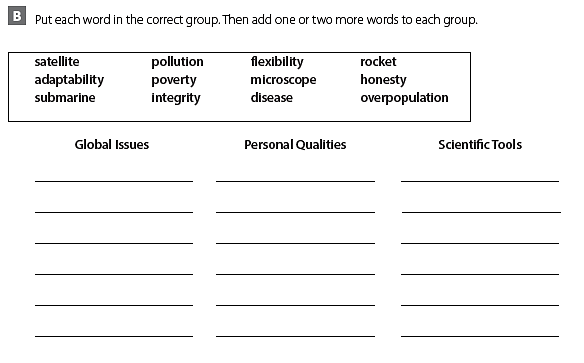 B Put each word in the correct group. Then add one or two more words to each group.
satellite pollution flexibility rocket
adaptability poverty microscope honesty
submarine integrity disease overpopulation
Global Issues Personal Qualities Scientific Tools